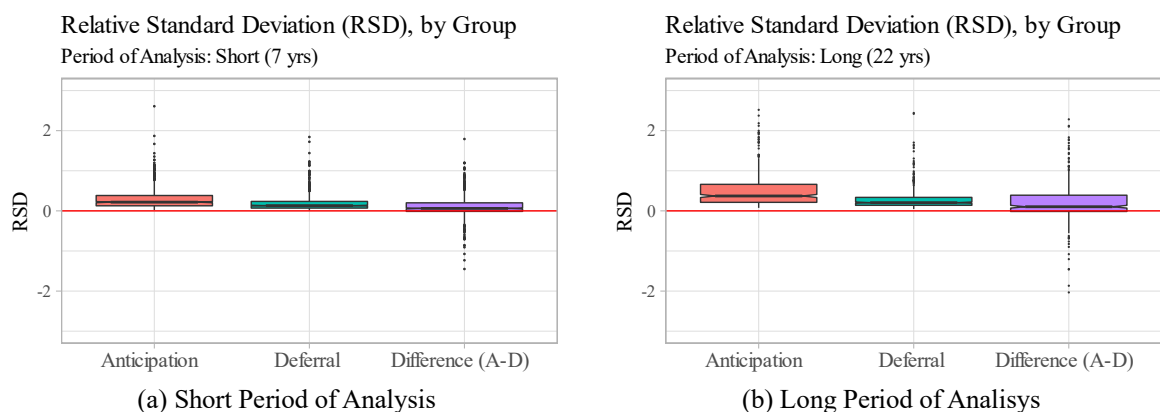 Relative Standard Deviation (RSD), by Group
Period of Analysis: Short (7 yrs)
2
0
-2
RSD
Anticipation
Deferral
Difference (A-D)
(a) Short Period of Analysis
Relative Standard Deviation (RSD), by Group
Period of Analysis: Long (22 yrs)
2
0
-2
RSD
Anticipation
Deferral
Difference (A-D)
(b) Long Period of Analisys